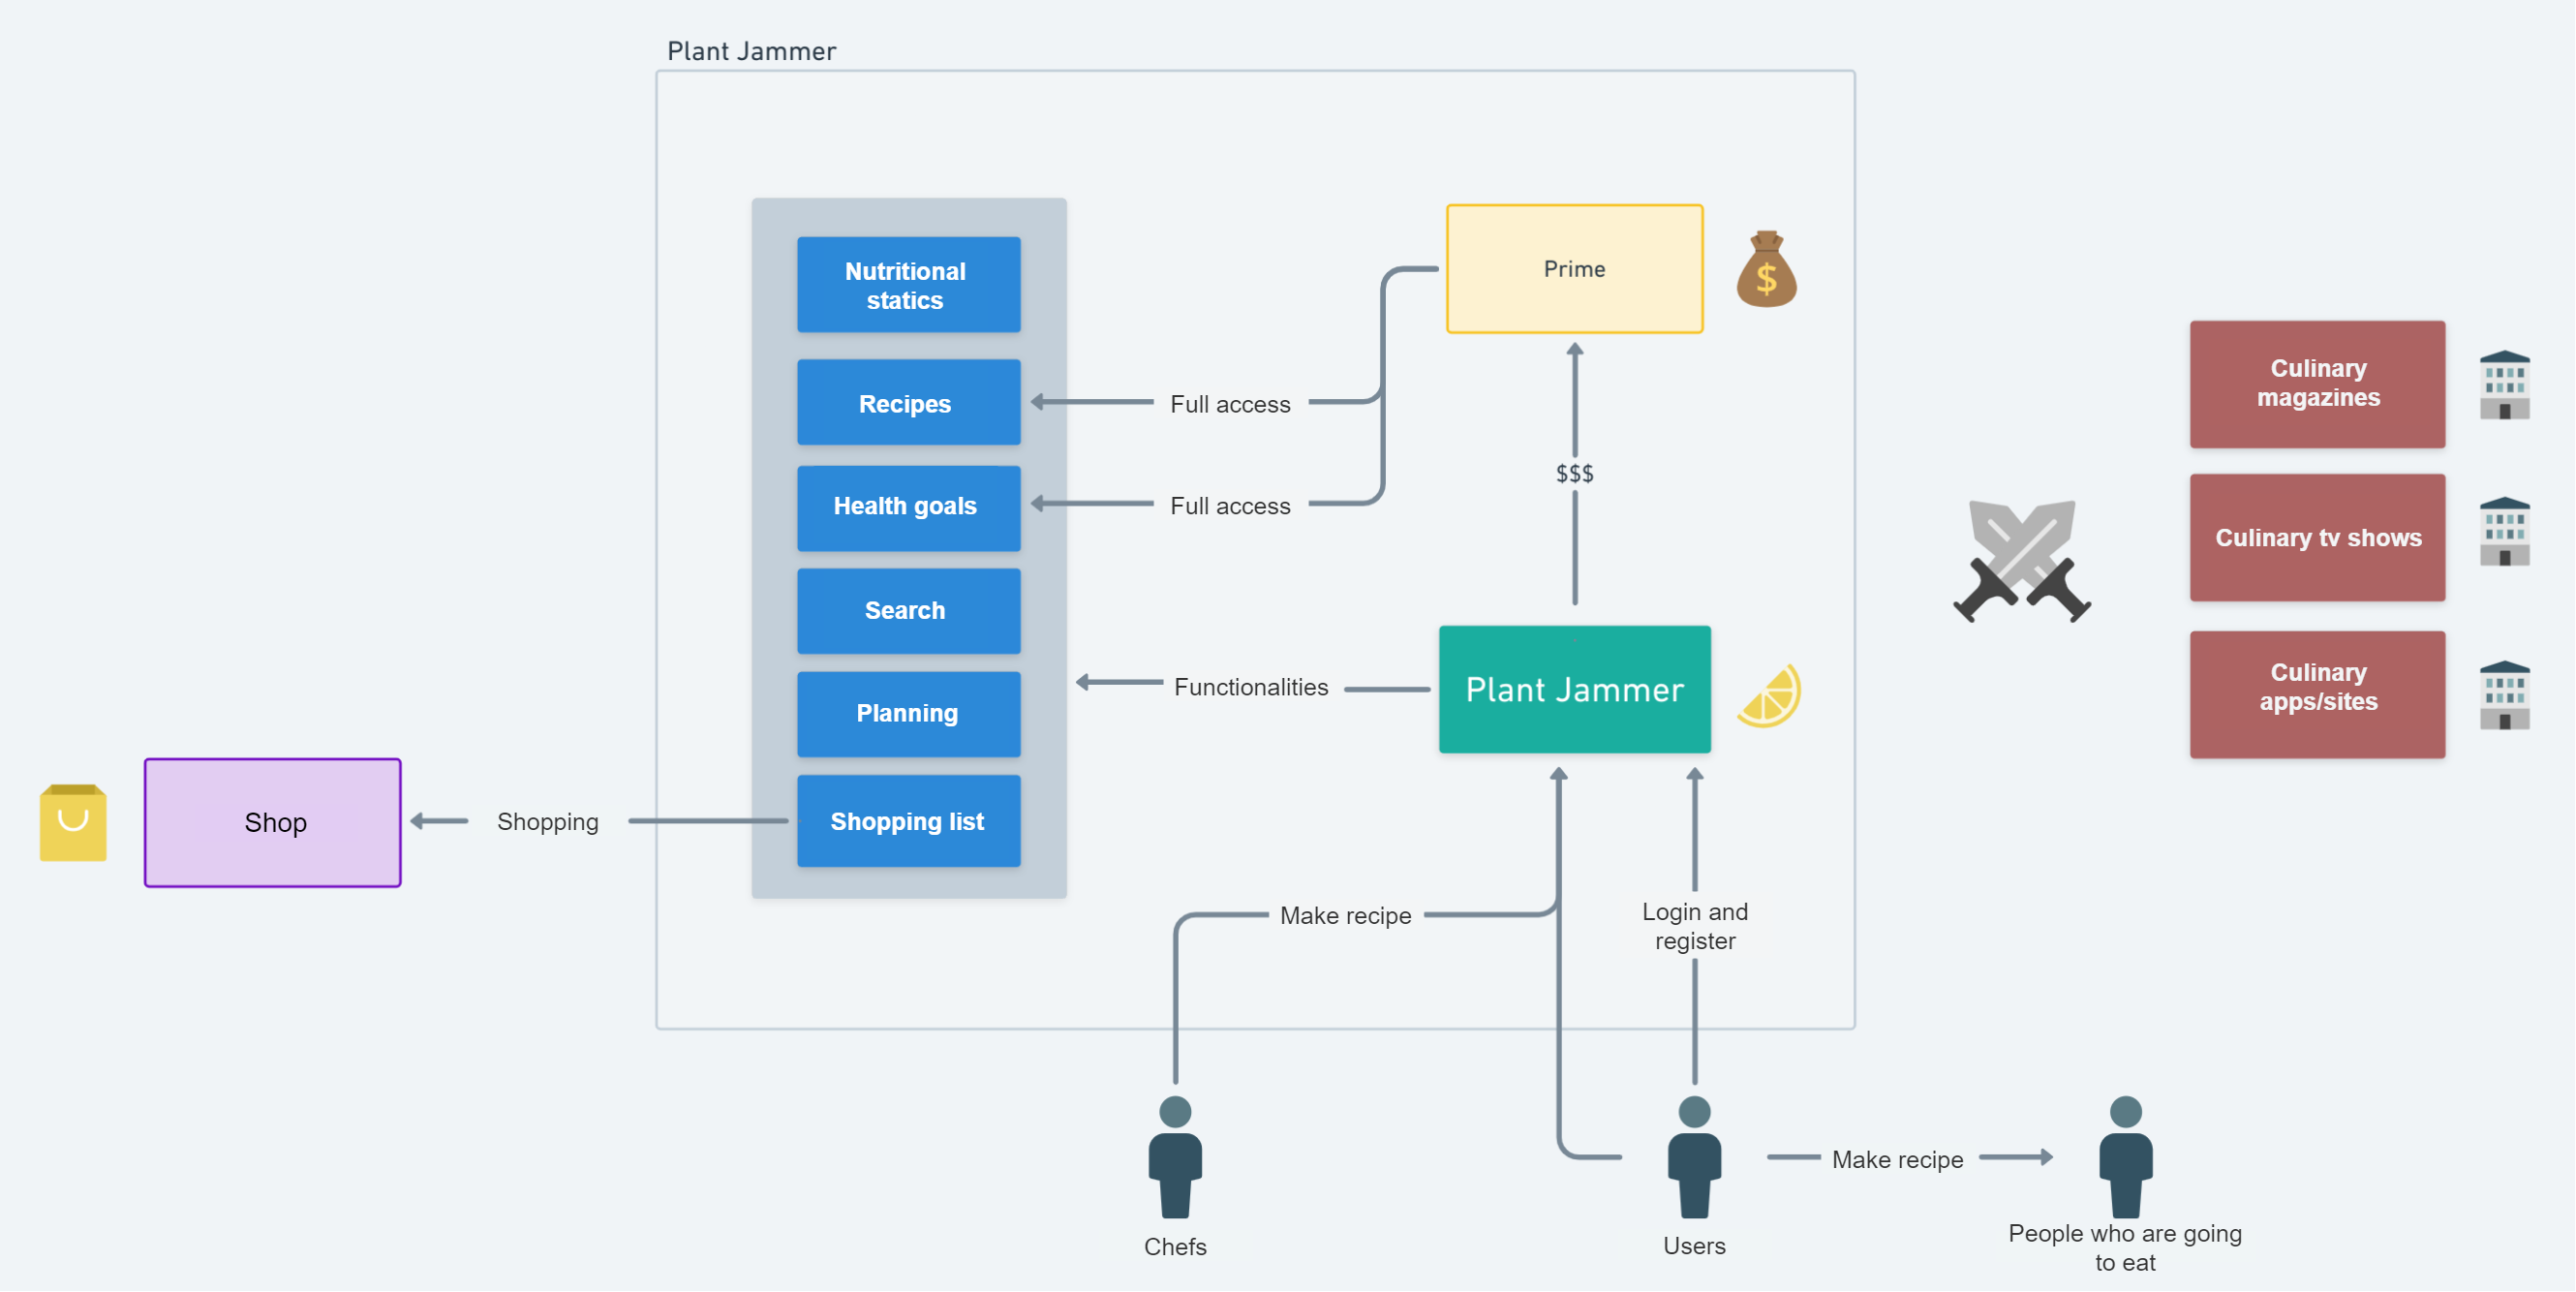 Plant Jammer
Nutritional
statics
Recipes
Health goals
Search
Planning
Shopping list
Full access
Full access
Functionalities
Prime
$
$$$
Plant Jammer
Culinary
magazines
Culinary tv shows
Culinary
apps/sites
Shop
Shopping
Make recipe
Login and
register
Make recipe
Chefs
Users
People who are going
to eat